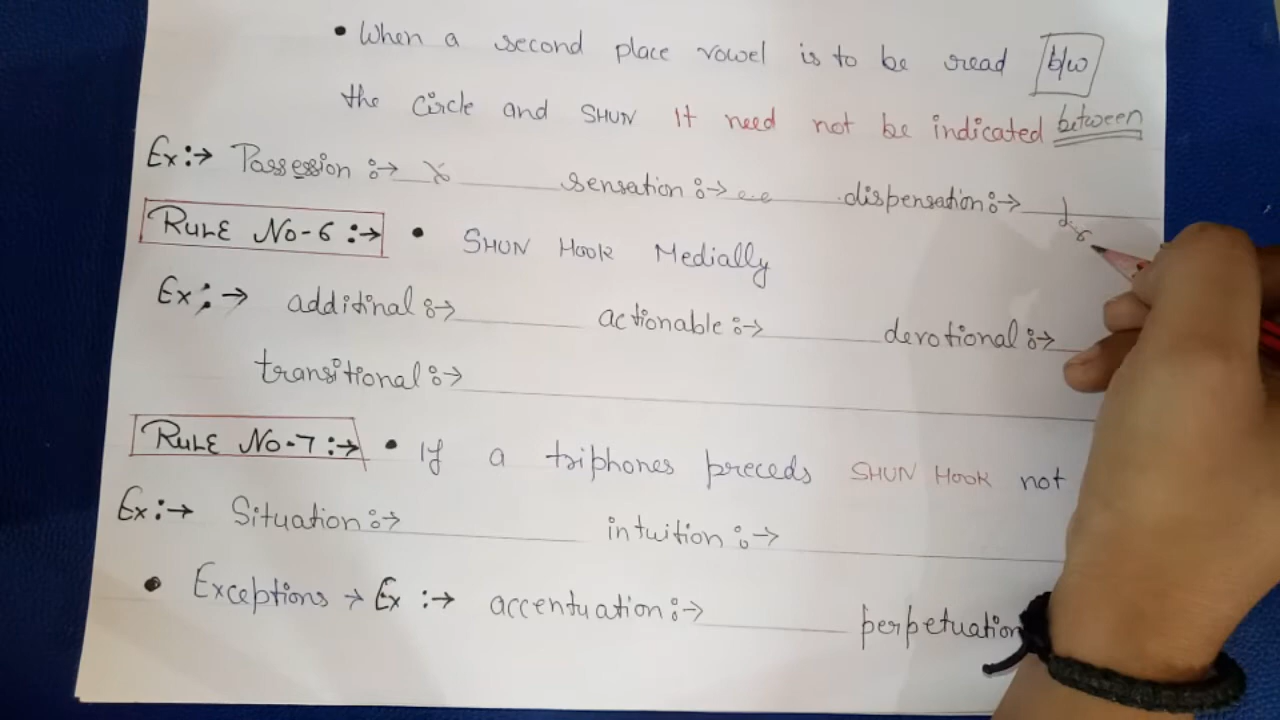 • When a second place vowel is to be read b/w
the circle and SHUN It need not be indicated between
Ex:→ Possession :→ sensation :→ dispensation :→
RULE No-6 :→ • SHUN Hook Medially
Ex:→ additinal :→ actionable :→ devotional :→
transitional :→
RULE No-7 :→ • If a triphones preceds SHUN HOOK not
Ex:→ Situation :→ intuition :→
• Exceptions → Ex :→ accentuation :→ perpetuation